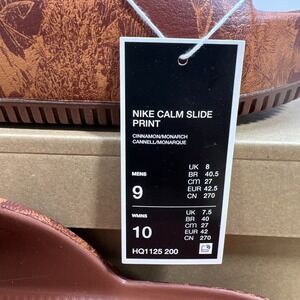 NIKE CALM SLIDE
PRINT
CINNAMON/MONARCH
CANNELL/MONARQUE
MENS
9
UK 8
BR 40.5
CM 27
EUR 42.5
CN 270
WMNS
10
UK 7.5
BR 40
CM 27
EUR 42
CN 270
HQ1125 200